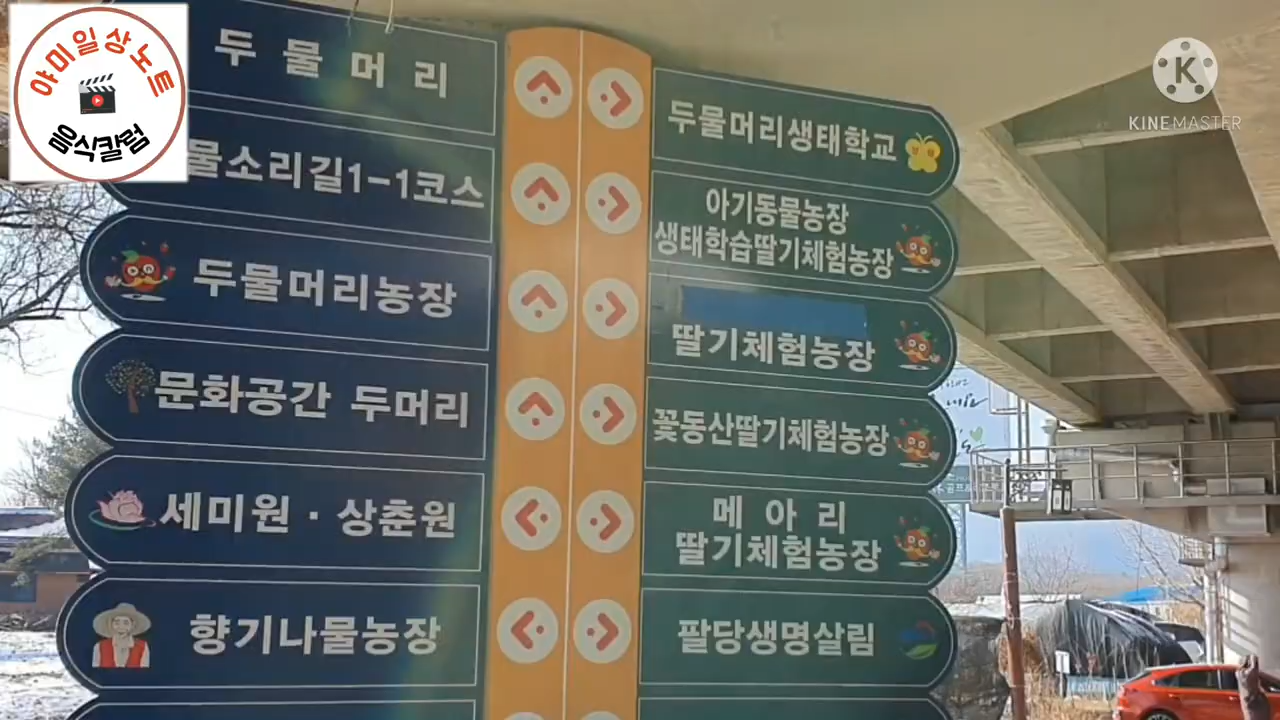 야미일상노트
음식칼럼
KINEMASTER
두물머리
물소리길1-1코스
두물머리농장
문화공간 두머리
세미원 · 상춘원
향기나물농장
두물머리생태학교
아기동물농장
생태학습딸기체험농장
딸기체험농장
꽃동산딸기체험농장
메아리
딸기체험농장
팔당생명살림